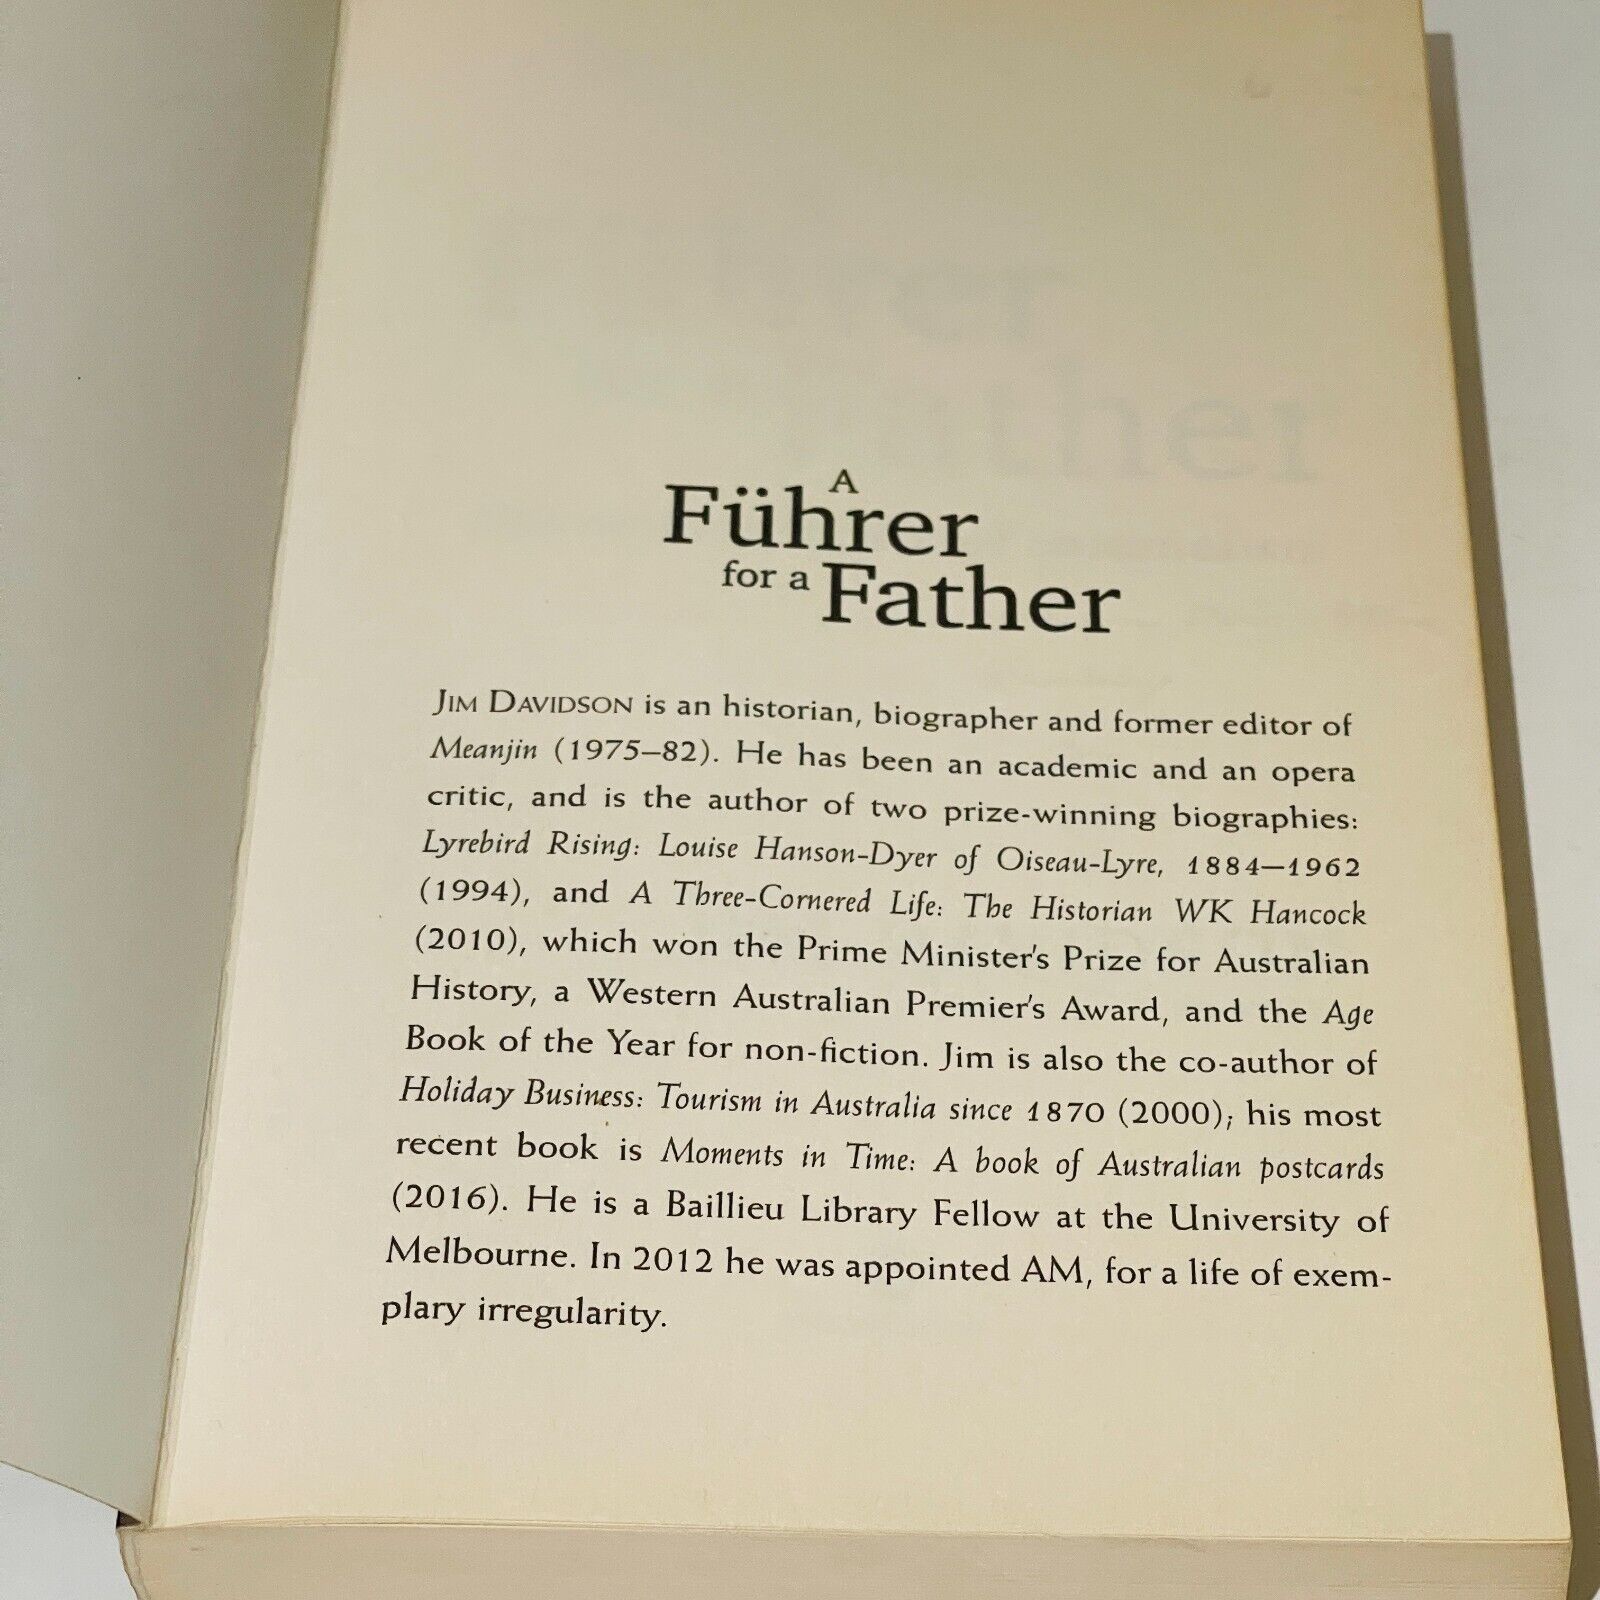 A
Führer
for a Father
JIM DAVIDSON is an historian, biographer and former editor of
Meanjin (1975–82). He has been an academic and an opera
critic, and is the author of two prize-winning biographies:
Lyrebird Rising: Louise Hanson-Dyer of Oiseau-Lyre, 1884–1962
(1994), and A Three-Cornered Life: The Historian WK Hancock
(2010), which won the Prime Minister's Prize for Australian
History, a Western Australian Premier's Award, and the Age
Book of the Year for non-fiction. Jim is also the co-author of
Holiday Business: Tourism in Australia since 1870 (2000); his most
recent book is Moments in Time: A book of Australian postcards
(2016). He is a Baillieu Library Fellow at the University of
Melbourne. In 2012 he was appointed AM, for a life of exem-
plary irregularity.